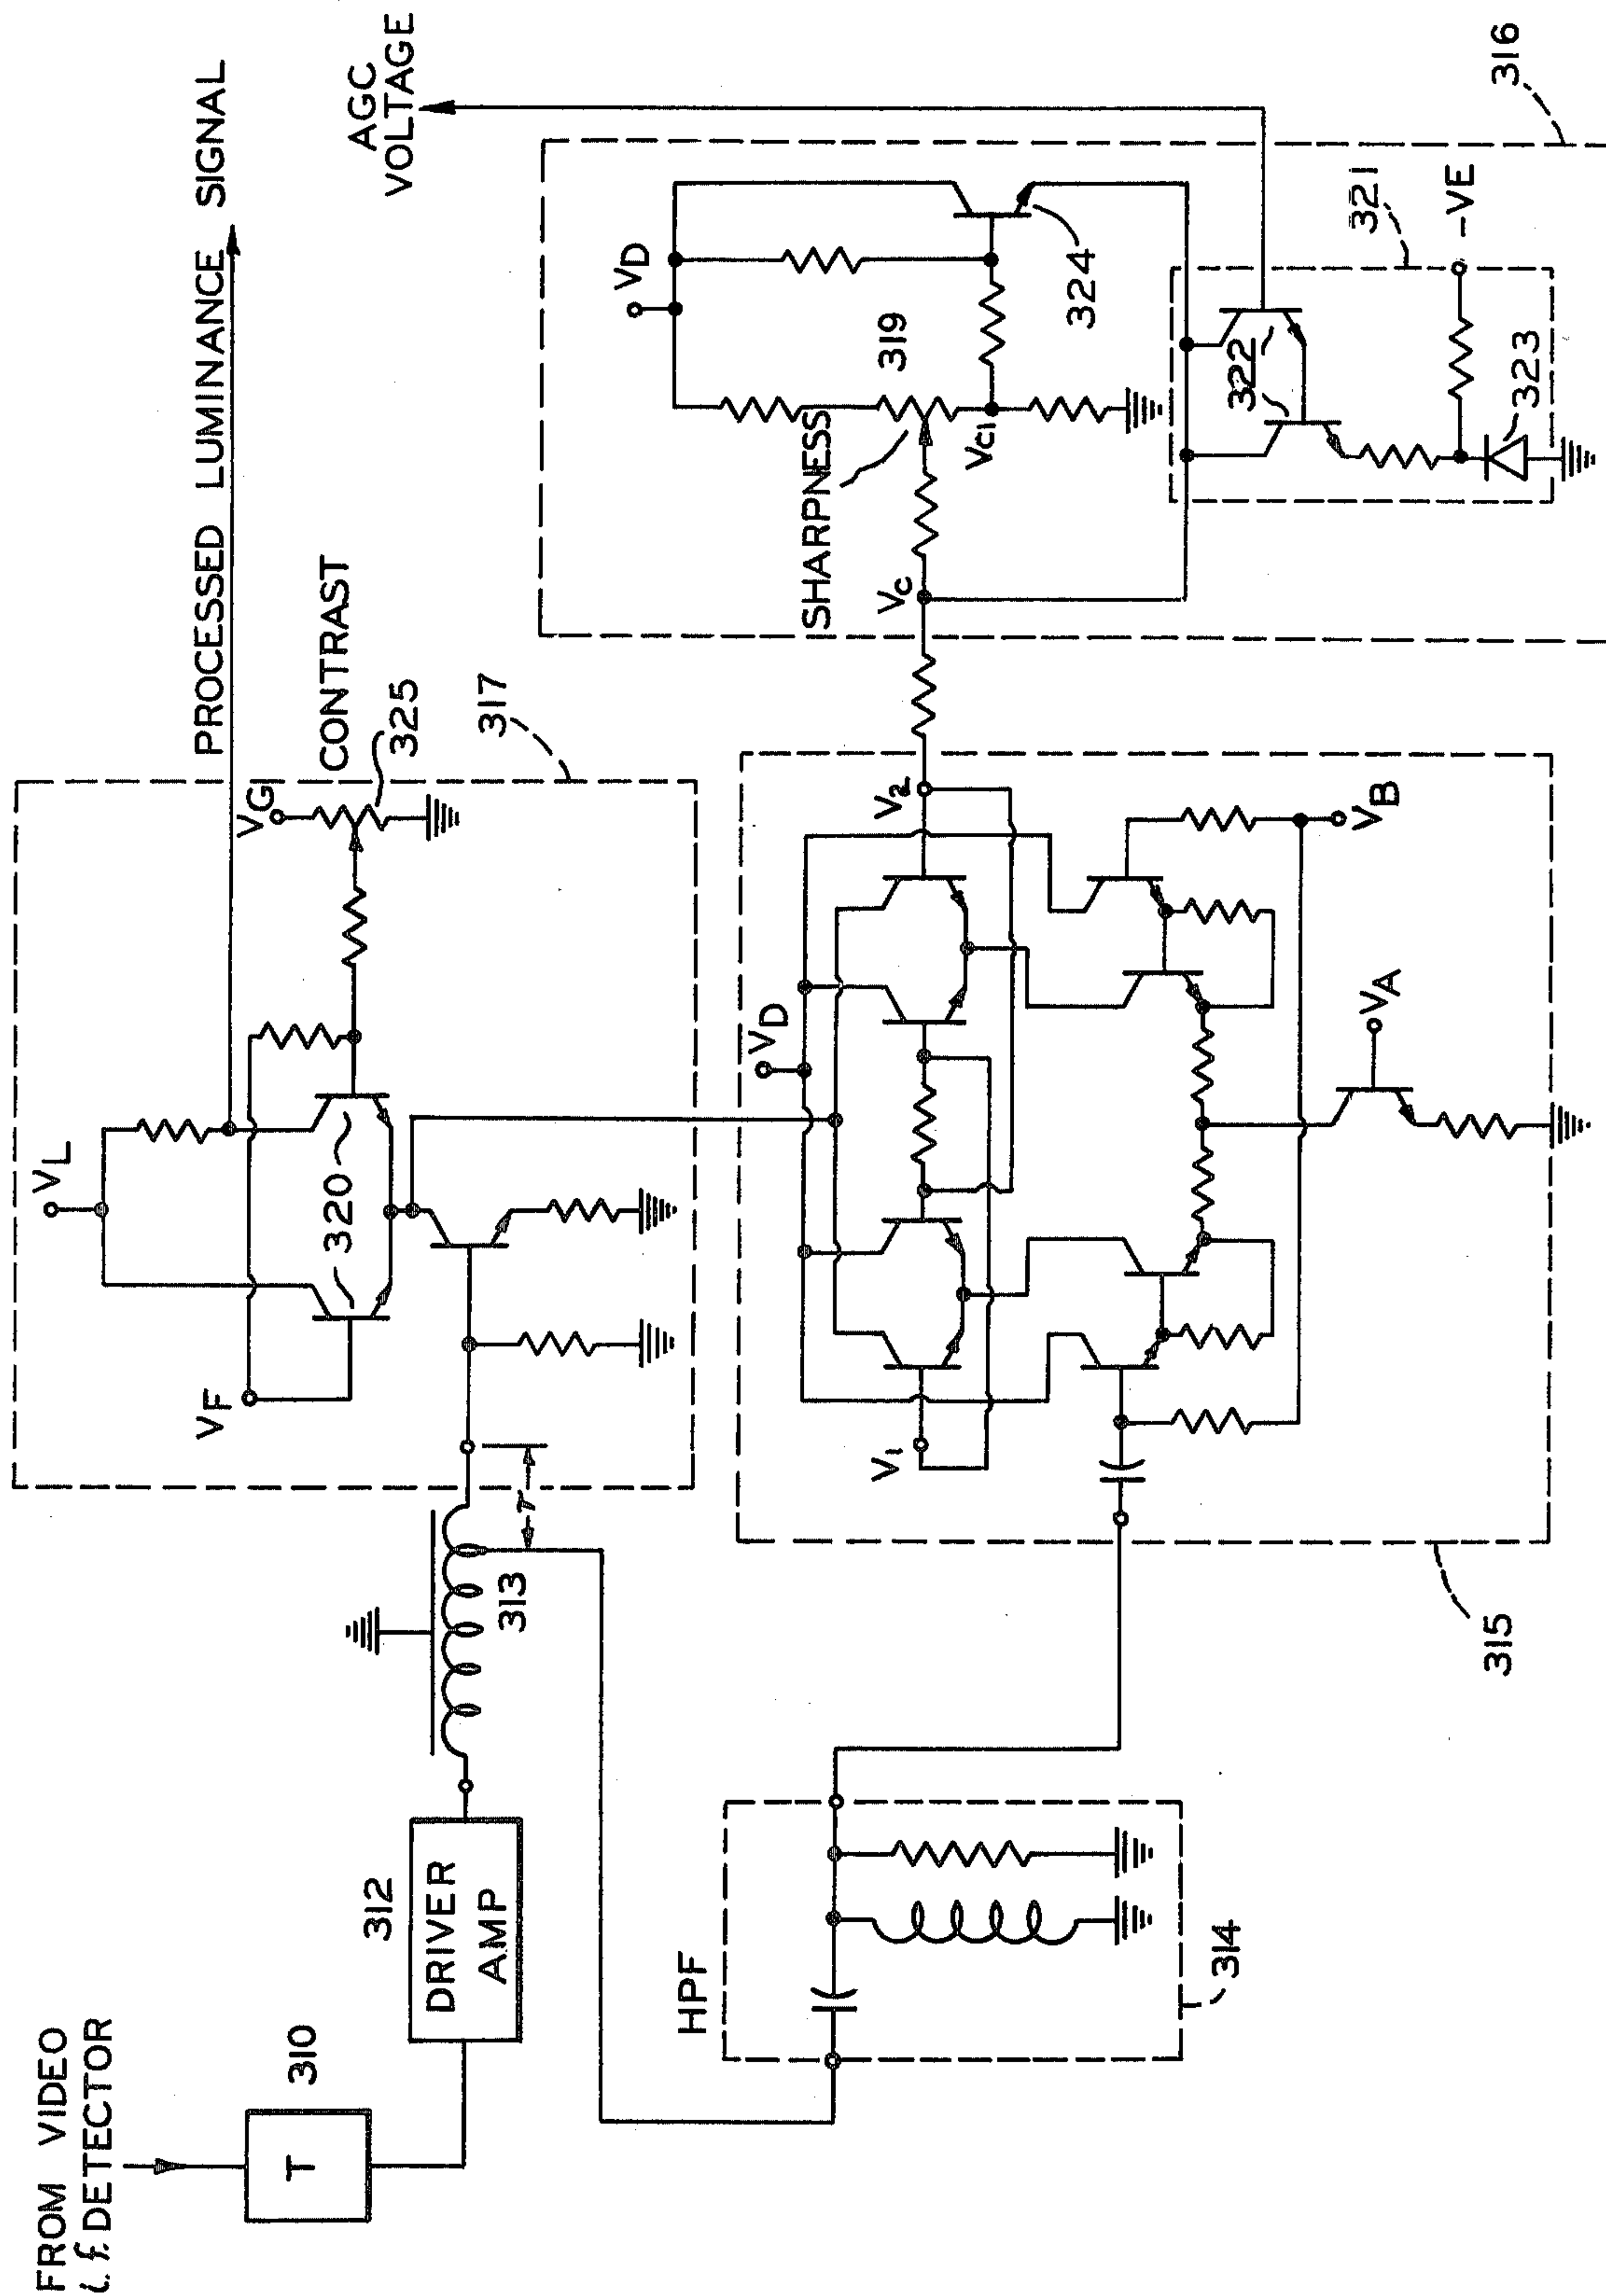 FROM VIDEO
i.f. DETECTOR
T
310
312
DRIVER
AMP
313
τ
HPF
314
VF
VL
320
VG
CONTRAST
325
317
PROCESSED LUMINANCE SIGNAL
V1
VD
V2
VB
VA
315
AGC
VOLTAGE
VD
319
SHARPNESS
VC
VC1
324
322
321
-VE
323
316